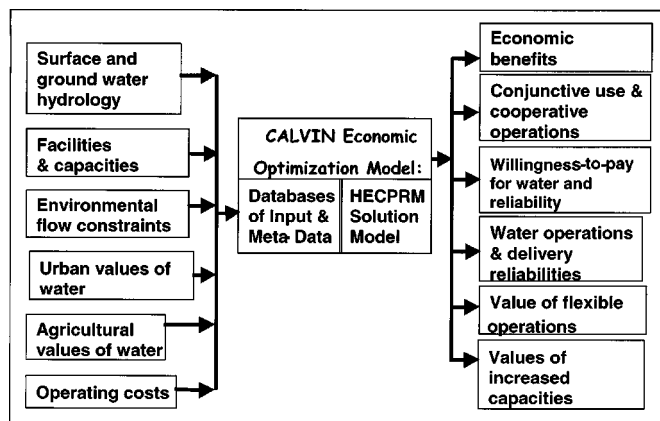 Surface and
ground water
hydrology
Facilities
& capacities
Environmental
flow constraints
Urban values of
water
Agricultural
values of water
Operating costs
CALVIN Economic
Optimization Model:
Databases
of Input &
Meta-Data
HECPRM
Solution
Model
Economic
benefits
Conjunctive use &
cooperative
operations
Willingness-to-pay
for water and
reliability
Water operations
& delivery
reliabilities
Value of flexible
operations
Values of
increased
capacities